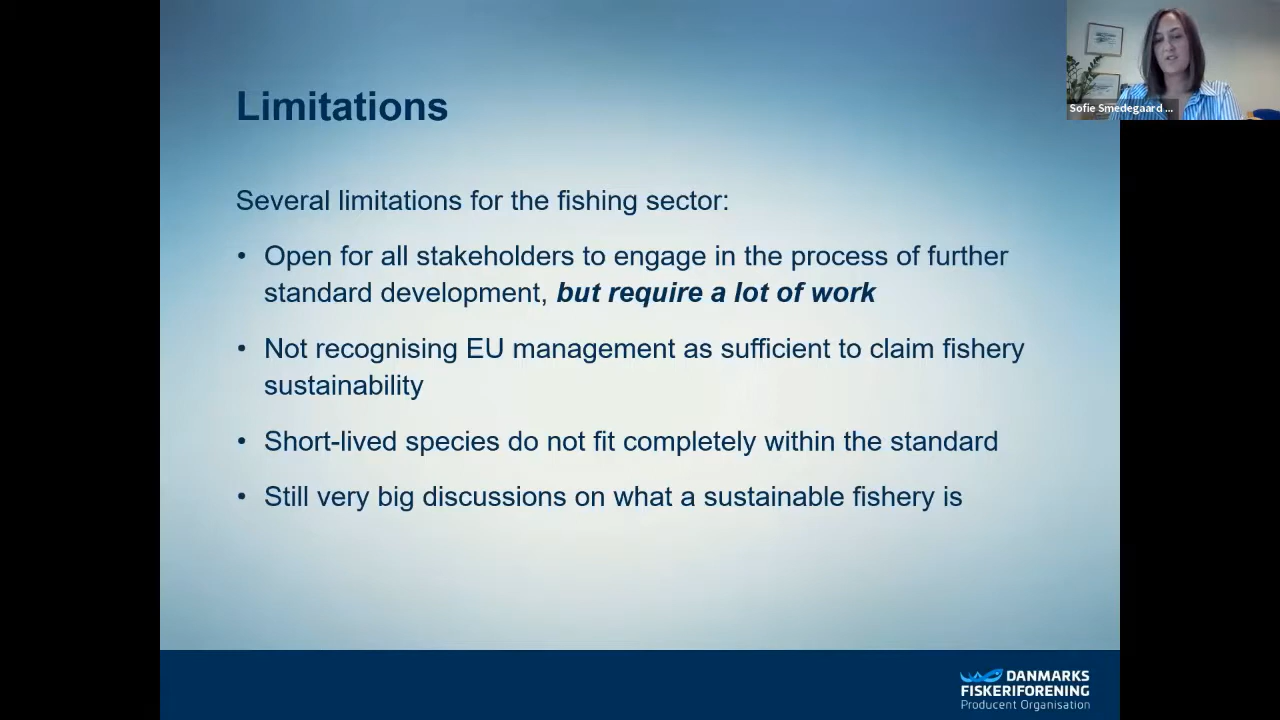 Sofie Smedegaard ...
Limitations
Several limitations for the fishing sector:
• Open for all stakeholders to engage in the process of further
standard development, but require a lot of work
• Not recognising EU management as sufficient to claim fishery
sustainability
• Short-lived species do not fit completely within the standard
• Still very big discussions on what a sustainable fishery is
DANMARKS
FISKERIFORENING
Producent Organisation